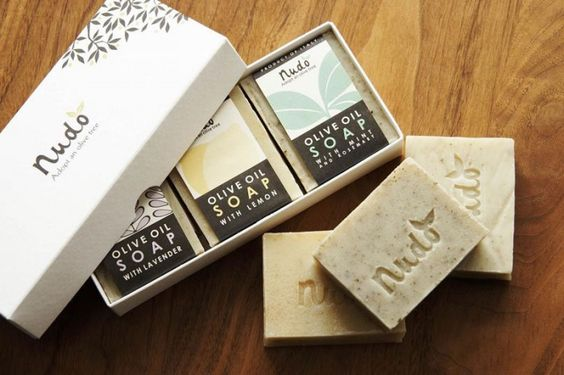 nudo
Adopt an olive tree
OLIVE OIL
SOAP
WITH LAVENDER
OLIVE OIL
SOAP
WITH LEMON
PRODUCT OF ITALY
nudo
OLIVE OIL
SOAP
WITH MINT
AND ROSEMARY
nudo
nudo
nudo